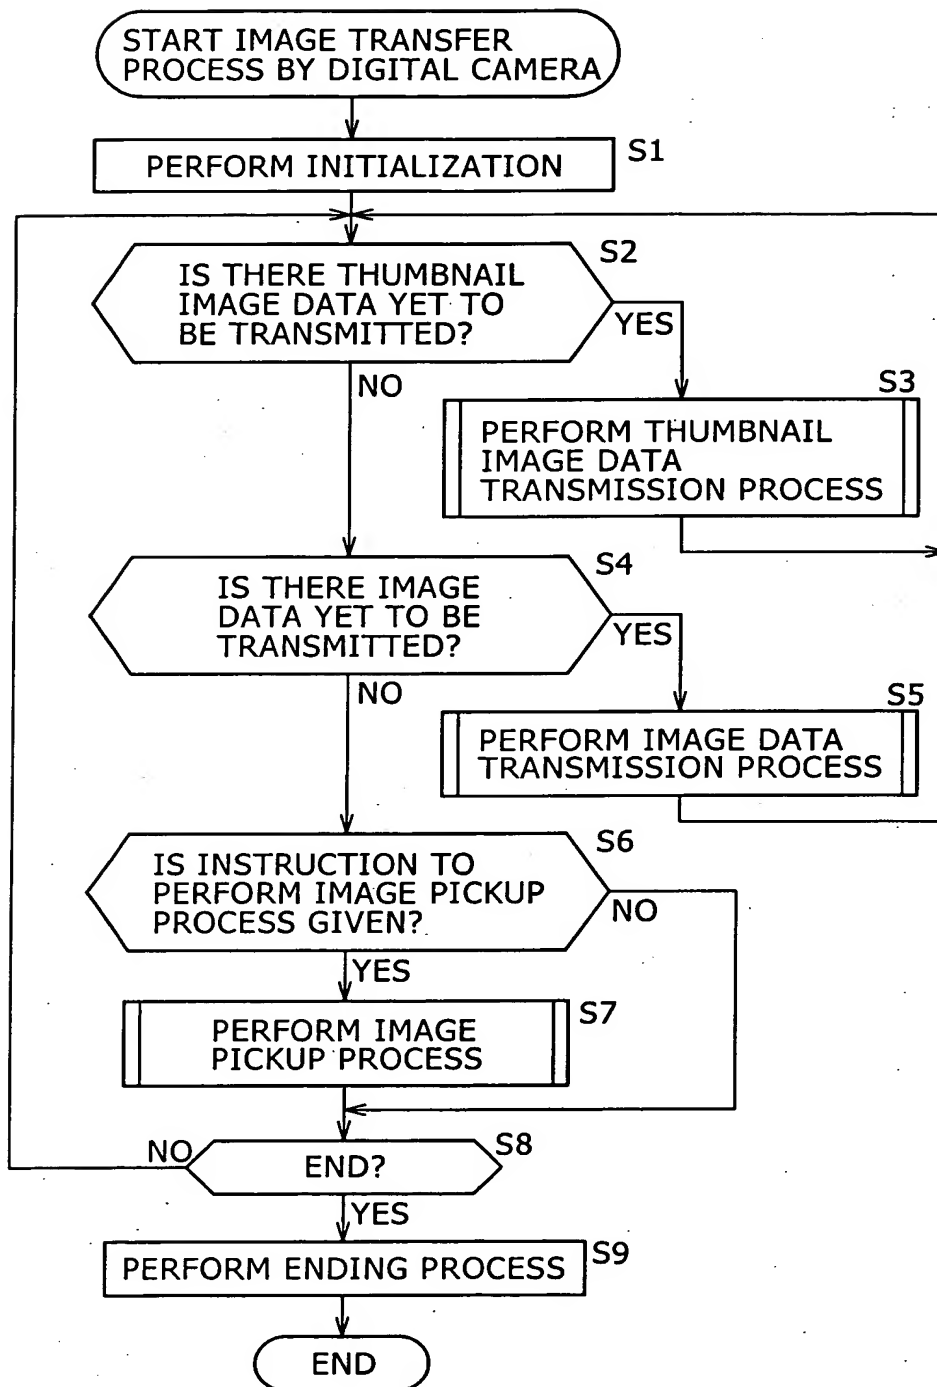 START IMAGE TRANSFER
PROCESS BY DIGITAL CAMERA
PERFORM INITIALIZATION
S1
IS THERE THUMBNAIL
IMAGE DATA YET TO
BE TRANSMITTED?
S2
YES
NO
S3
PERFORM THUMBNAIL
IMAGE DATA
TRANSMISSION PROCESS
IS THERE IMAGE
DATA YET TO BE
TRANSMITTED?
S4
YES
NO
S5
PERFORM IMAGE DATA
TRANSMISSION PROCESS
IS INSTRUCTION TO
PERFORM IMAGE PICKUP
PROCESS GIVEN?
S6
NO
YES
PERFORM IMAGE
PICKUP PROCESS
S7
NO
END?
S8
YES
PERFORM ENDING PROCESS
S9
END